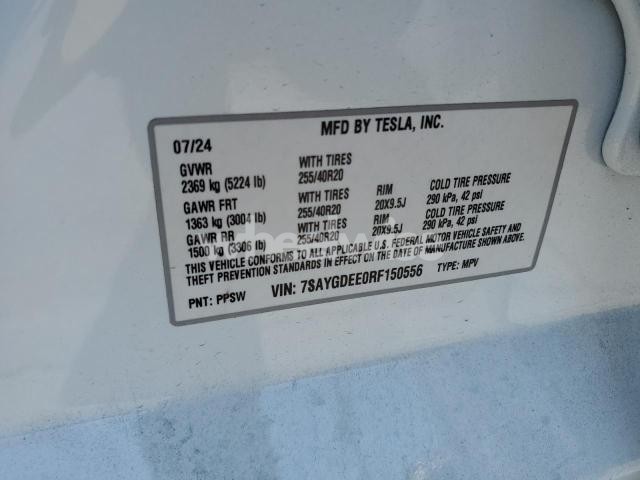 MFD BY TESLA, INC.
07/24
GVWR WITH TIRES
2369 kg (5224 lb) 255/40R20
GAWR FRT WITH TIRES RIM COLD TIRE PRESSURE
1363 kg (3004 lb) 255/40R20 20X9.5J 290 kPa, 42 psi
GAWR RR WITH TIRES RIM COLD TIRE PRESSURE
1500 kg (3306 lb) 255/40R20 20X9.5J 290 kPa, 42 psi
THIS VEHICLE CONFORMS TO ALL APPLICABLE U.S. FEDERAL MOTOR VEHICLE SAFETY AND
THEFT PREVENTION STANDARDS IN EFFECT ON THE DATE OF MANUFACTURE SHOWN ABOVE.
PNT: PPSW VIN: 7SAYGDEE0RF150556 TYPE: MPV